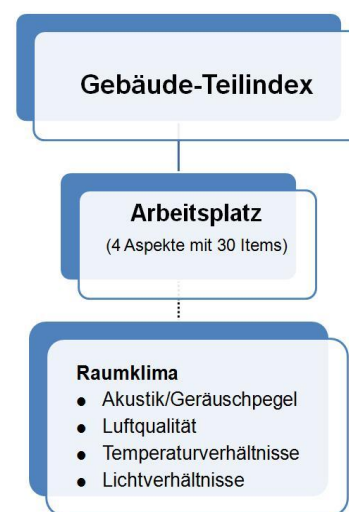 Gebäude-Teilindex
Arbeitsplatz
(4 Aspekte mit 30 Items)
Raumklima
● Akustik/Geräuschpegel
● Luftqualität
● Temperaturverhältnisse
● Lichtverhältnisse